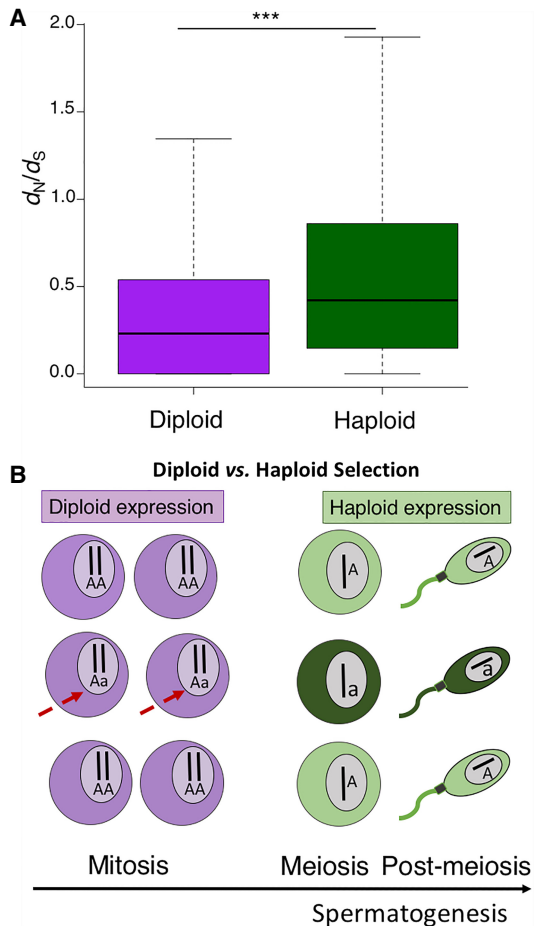 A
***
2.0
1.5
1.0
0.5
0.0
dN/dS
Diploid
Haploid
B
Diploid vs. Haploid Selection
Diploid expression
Haploid expression
AA
AA
A
A
Aa
Aa
a
a
AA
AA
A
A
Mitosis
Meiosis
Post-meiosis
Spermatogenesis